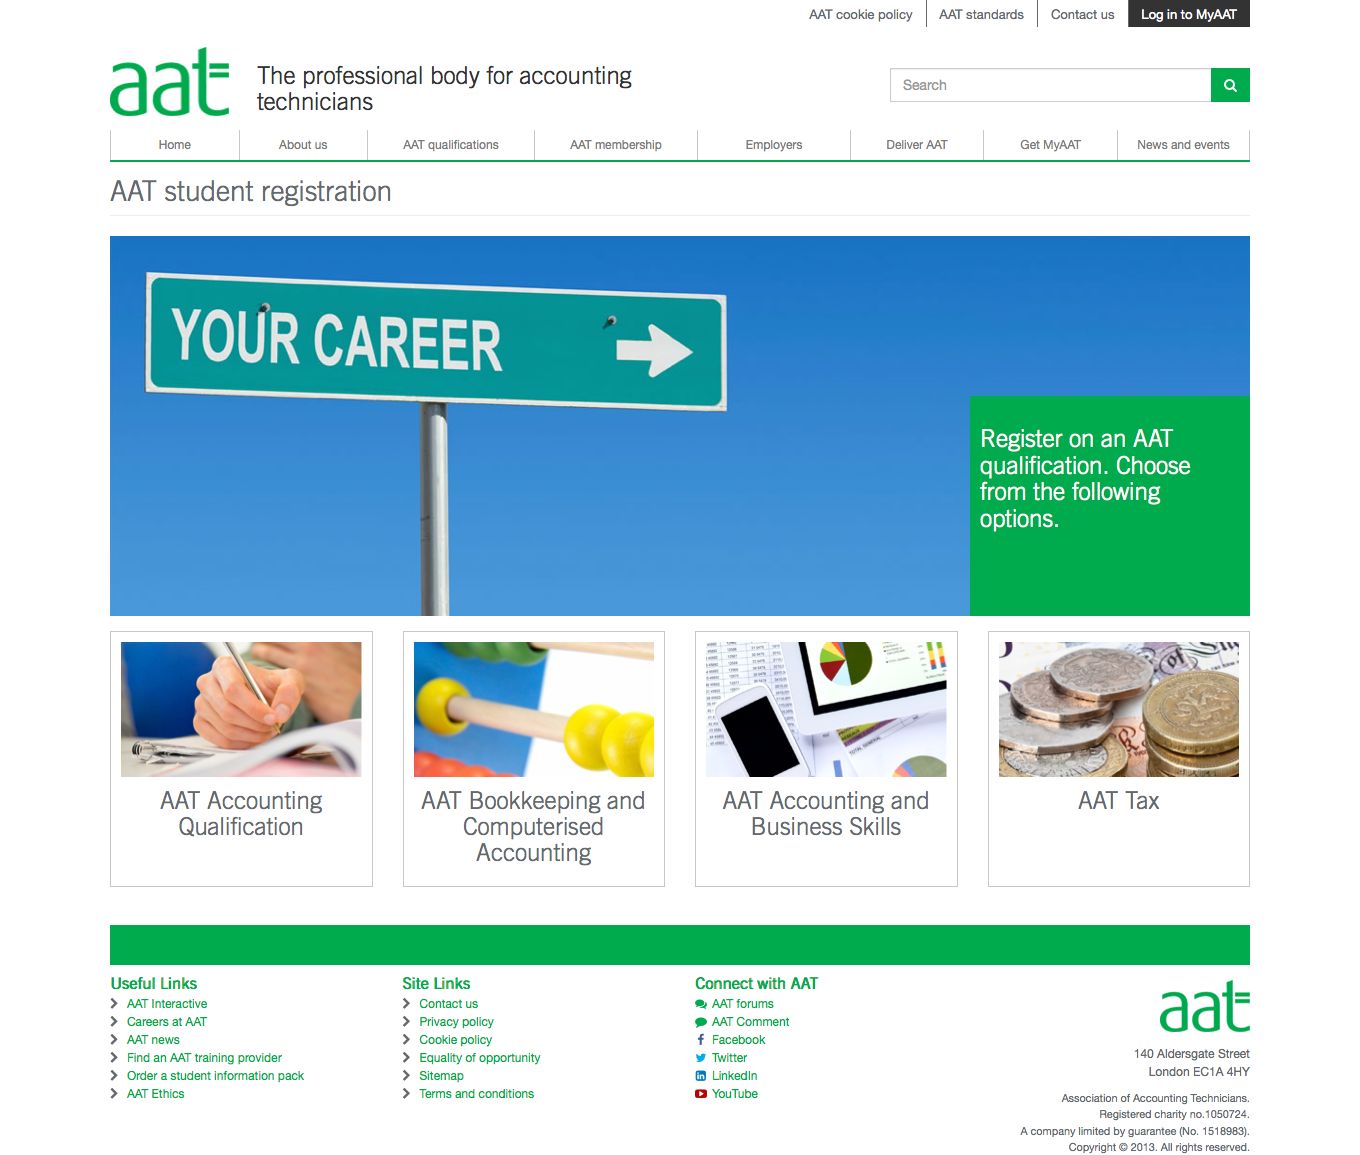 AAT cookie policy
AAT standards
Contact us
Log in to MyAAT
aat
The professional body for accounting
technicians
Search
Home
About us
AAT qualifications
AAT membership
Employers
Deliver AAT
Get MyAAT
News and events
AAT student registration
YOUR CAREER
Register on an AAT
qualification. Choose
from the following
options.
AAT Accounting
Qualification
AAT Bookkeeping and
Computerised
Accounting
AAT Accounting and
Business Skills
AAT Tax
Useful Links
AAT Interactive
Careers at AAT
AAT news
Find an AAT training provider
Order a student information pack
AAT Ethics
Site Links
Contact us
Privacy policy
Cookie policy
Equality of opportunity
Sitemap
Terms and conditions
Connect with AAT
AAT forums
AAT Comment
Facebook
Twitter
LinkedIn
YouTube
aat
140 Aldersgate Street
London EC1A 4HY
Association of Accounting Technicians.
Registered charity no.1050724.
A company limited by guarantee (No. 1518983).
Copyright © 2013. All rights reserved.